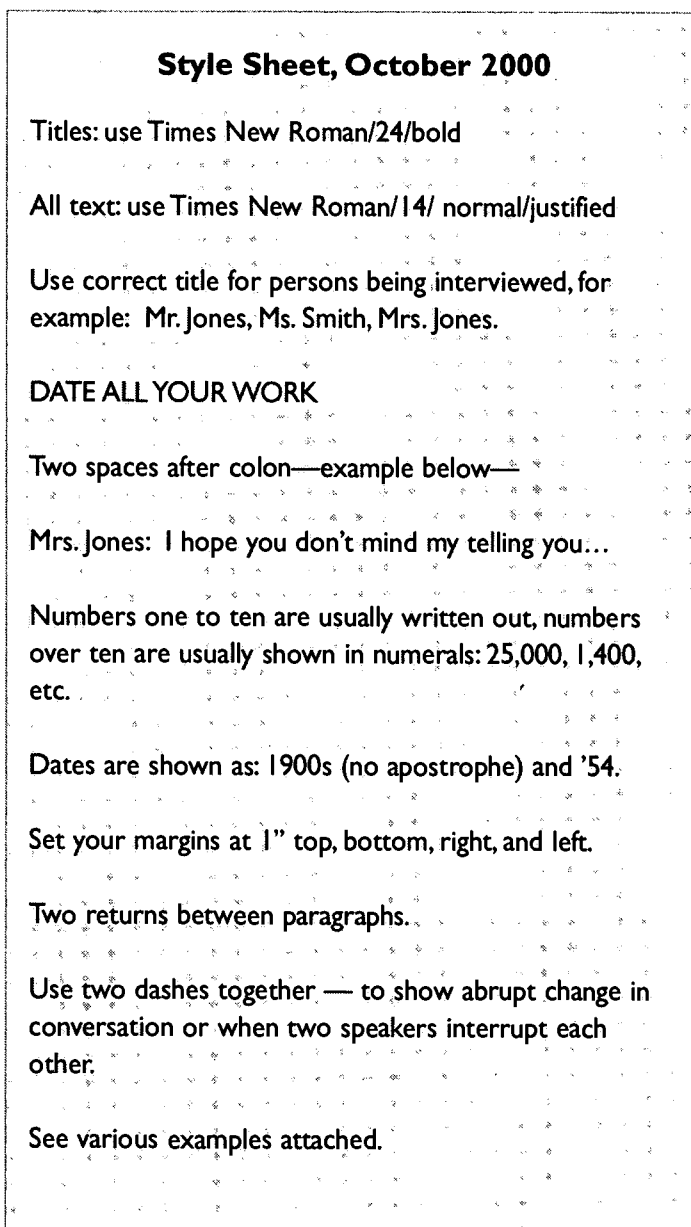 Style Sheet, October 2000
Titles: use Times New Roman/24/bold
All text: use Times New Roman/14/ normal/justified
Use correct title for persons being interviewed, for
example:  Mr. Jones, Ms. Smith, Mrs. Jones.
DATE ALL YOUR WORK
Two spaces after colon—example below—
Mrs. Jones:  I hope you don’t mind my telling you…
Numbers one to ten are usually written out, numbers
over ten are usually shown in numerals: 25,000, 1,400,
etc.
Dates are shown as: 1900s (no apostrophe) and ’54.
Set your margins at 1” top, bottom, right, and left.
Two returns between paragraphs.
Use two dashes together — to show abrupt change in
conversation or when two speakers interrupt each
other.
See various examples attached.